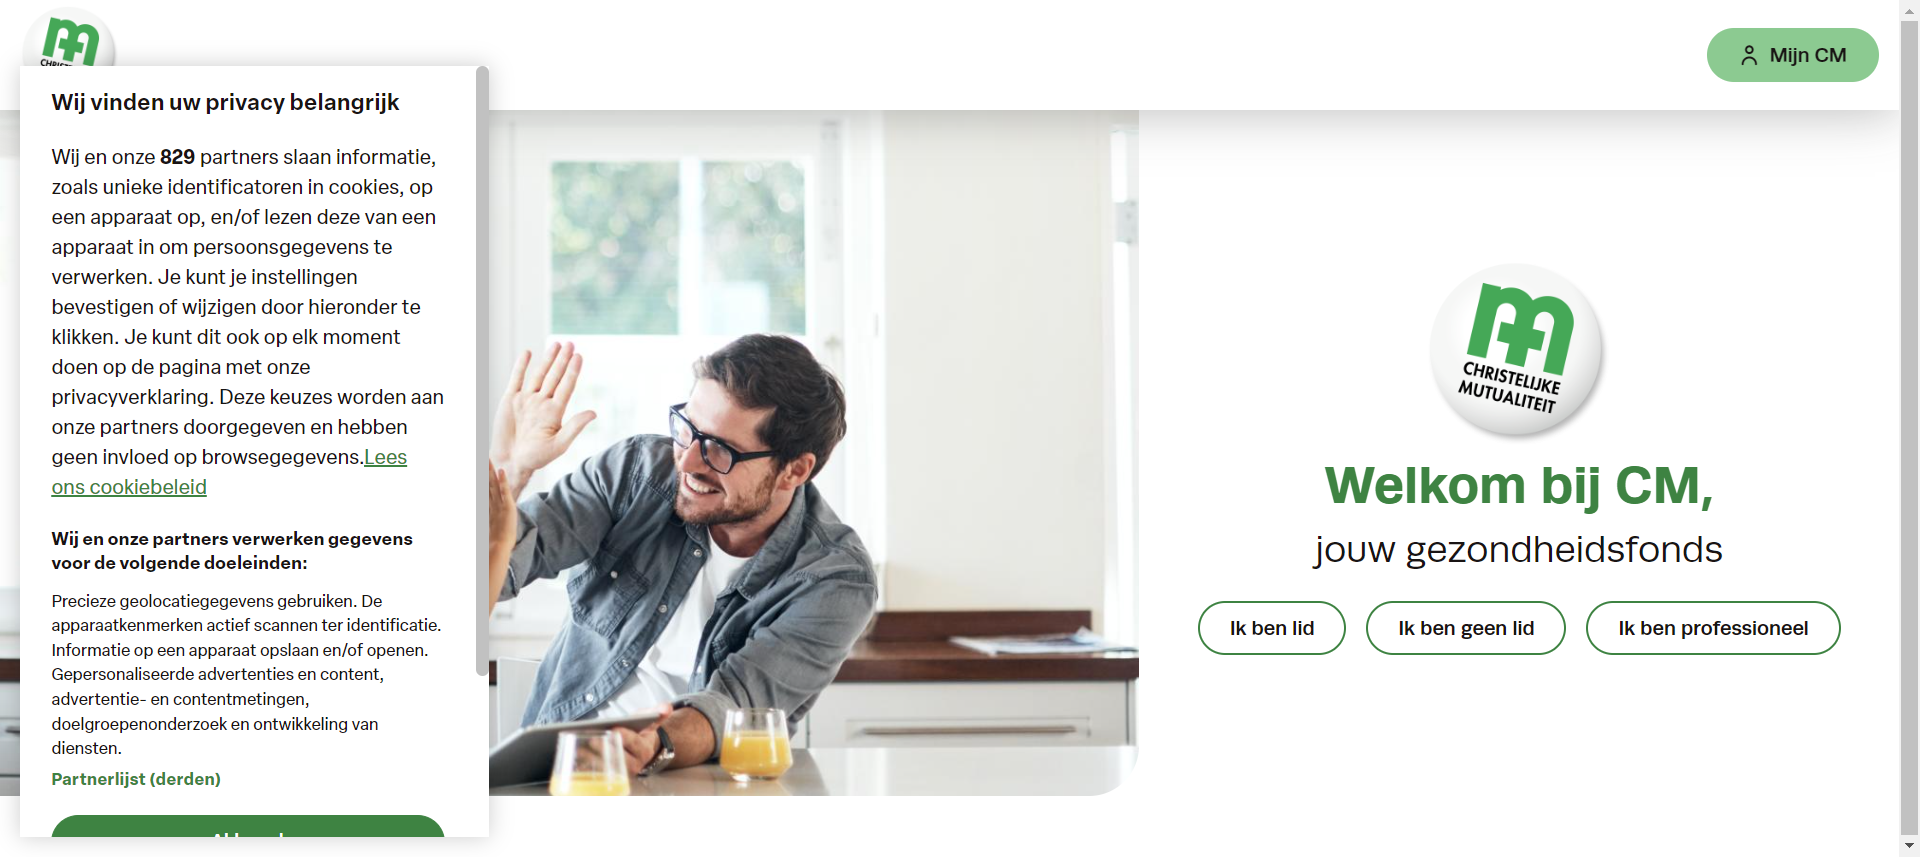 Mijn CM
Wij vinden uw privacy belangrijk
Wij en onze 829 partners slaan informatie,
zoals unieke identificatoren in cookies, op
een apparaat op, en/of lezen deze van een
apparaat in om persoonsgegevens te
verwerken. Je kunt je instellingen
bevestigen of wijzigen door hieronder te
klikken. Je kunt dit ook op elk moment
doen op de pagina met onze
privacyverklaring. Deze keuzes worden aan
onze partners doorgegeven en hebben
geen invloed op browsegegevens.Lees
ons cookiebeleid
Wij en onze partners verwerken gegevens
voor de volgende doeleinden:
Precieze geolocatiegegevens gebruiken. De
apparaatkenmerken actief scannen ter identificatie.
Informatie op een apparaat opslaan en/of openen.
Gepersonaliseerde advertenties en content,
advertentie- en contentmetingen,
doelgroepenonderzoek en ontwikkeling van
diensten.
Partnerlijst (derden)
CHRISTELIJKE
MUTUALITEIT
Welkom bij CM,
jouw gezondheidsfonds
Ik ben lid
Ik ben geen lid
Ik ben professioneel